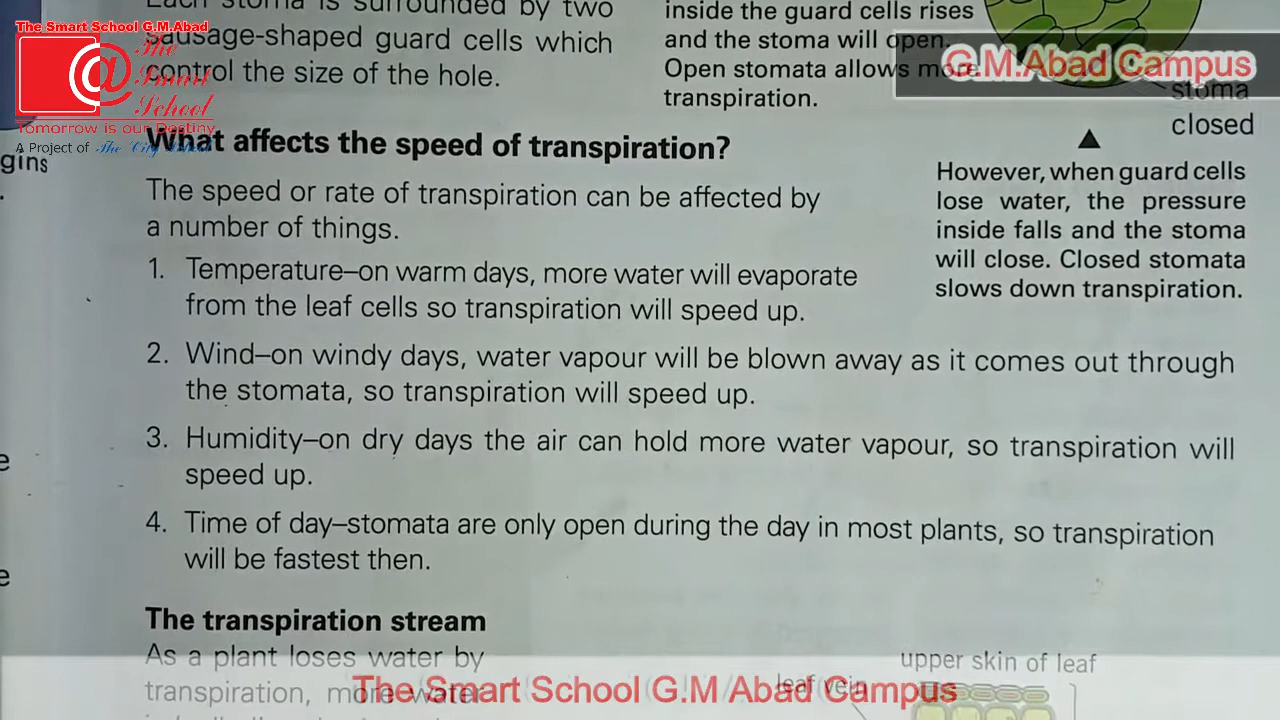 The Smart School G.M.Abad
The
Smart
School
Tomorrow is our Destiny
A Project of The City School
G.M.Abad Campus
Each stoma is surrounded by two
sausage-shaped guard cells which
control the size of the hole.
inside the guard cells rises
and the stoma will open.
Open stomata allows more
transpiration.
stoma
closed
gins
What affects the speed of transpiration?
The speed or rate of transpiration can be affected by
a number of things.
1. Temperature–on warm days, more water will evaporate
from the leaf cells so transpiration will speed up.
However, when guard cells
lose water, the pressure
inside falls and the stoma
will close. Closed stomata
slows down transpiration.
2. Wind–on windy days, water vapour will be blown away as it comes out through
the stomata, so transpiration will speed up.
3. Humidity–on dry days the air can hold more water vapour, so transpiration will
speed up.
4. Time of day–stomata are only open during the day in most plants, so transpiration
will be fastest then.
The transpiration stream
As a plant loses water by
transpiration, more water
upper skin of leaf
leaf vein
The Smart School G.M Abad Campus